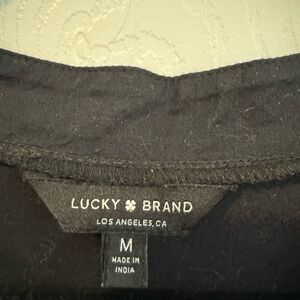 LUCKY BRAND
LOS ANGELES, CA
M
MADE IN
INDIA